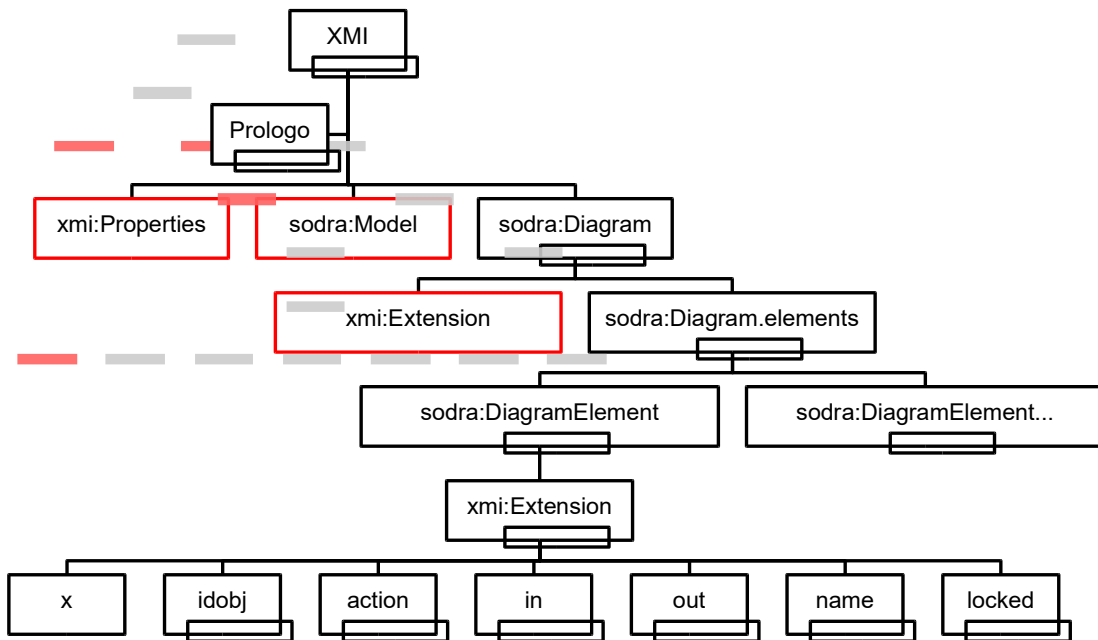 XMI
Prologo
xmi:Properties
sodra:Model
sodra:Diagram
xmi:Extension
sodra:Diagram.elements
sodra:DiagramElement
sodra:DiagramElement...
xmi:Extension
x
idobj
action
in
out
name
locked